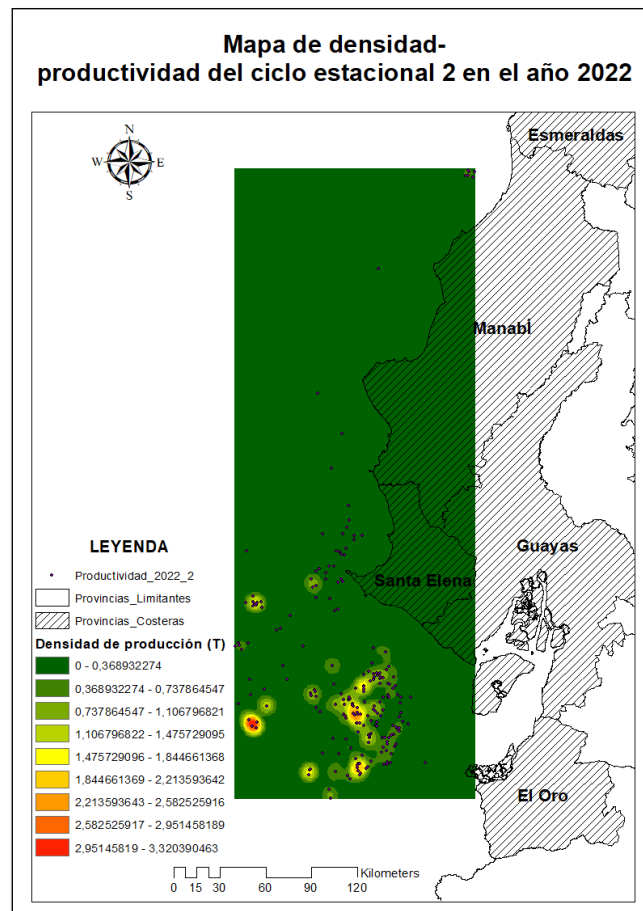 Mapa de densidad-
productividad del ciclo estacional 2 en el año 2022
N
W
E
S
Esmeraldas
Manabí
Guayas
Santa Elena
El Oro
LEYENDA
Productividad_2022_2
Provincias_Limitantes
Provincias_Costeras
Densidad de producción (T)
0 - 0,368932274
0,368932274 - 0,737864547
0,737864547 - 1,106796821
1,106796822 - 1,475729095
1,475729096 - 1,844661368
1,844661369 - 2,213593642
2,213593643 - 2,582525916
2,582525917 - 2,951458189
2,95145819 - 3,320390463
Kilometers
0 15 30 60 90 120